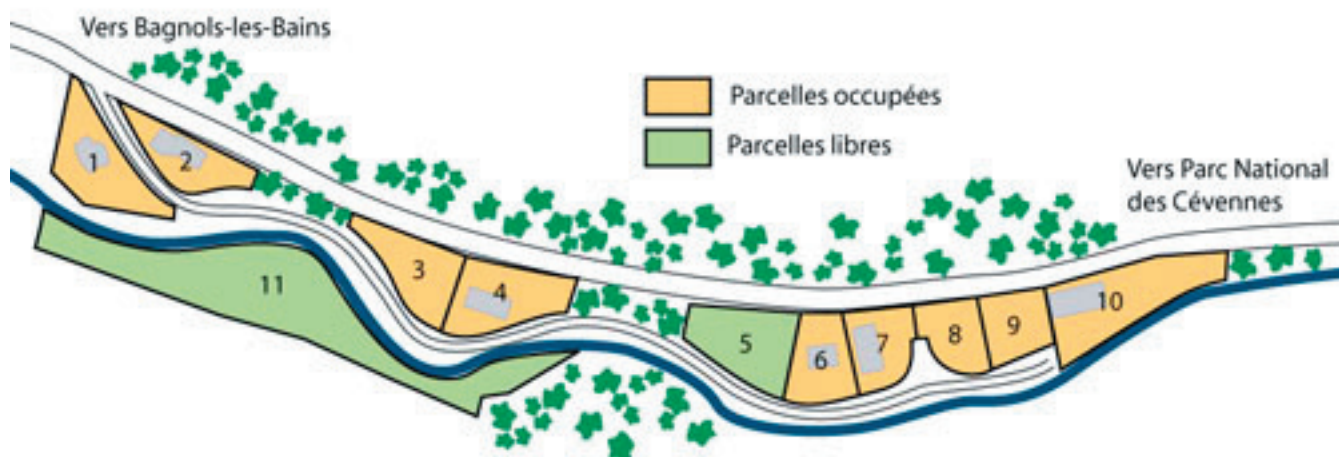 Vers Bagnols-les-Bains
Parcelles occupées
Parcelles libres
Vers Parc National
des Cévennes
1
2
3
4
5
6
7
8
9
10
11